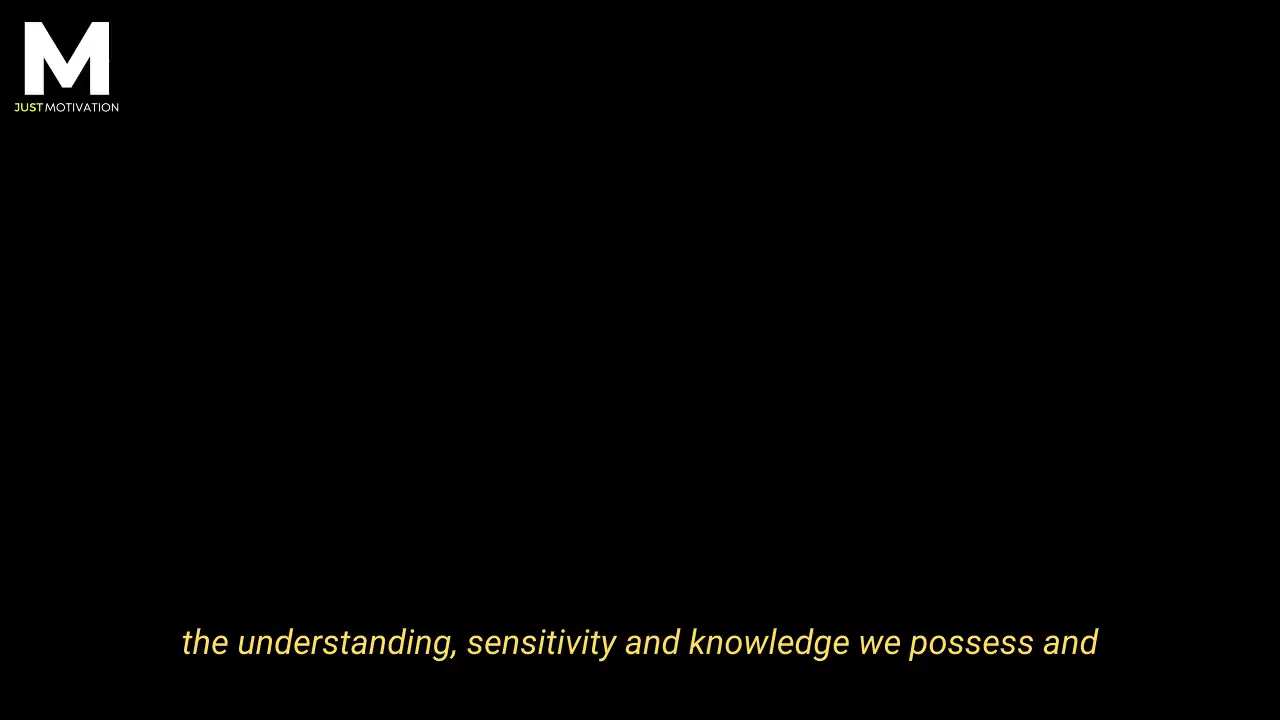 M
JUST MOTIVATION
the understanding, sensitivity and knowledge we possess and